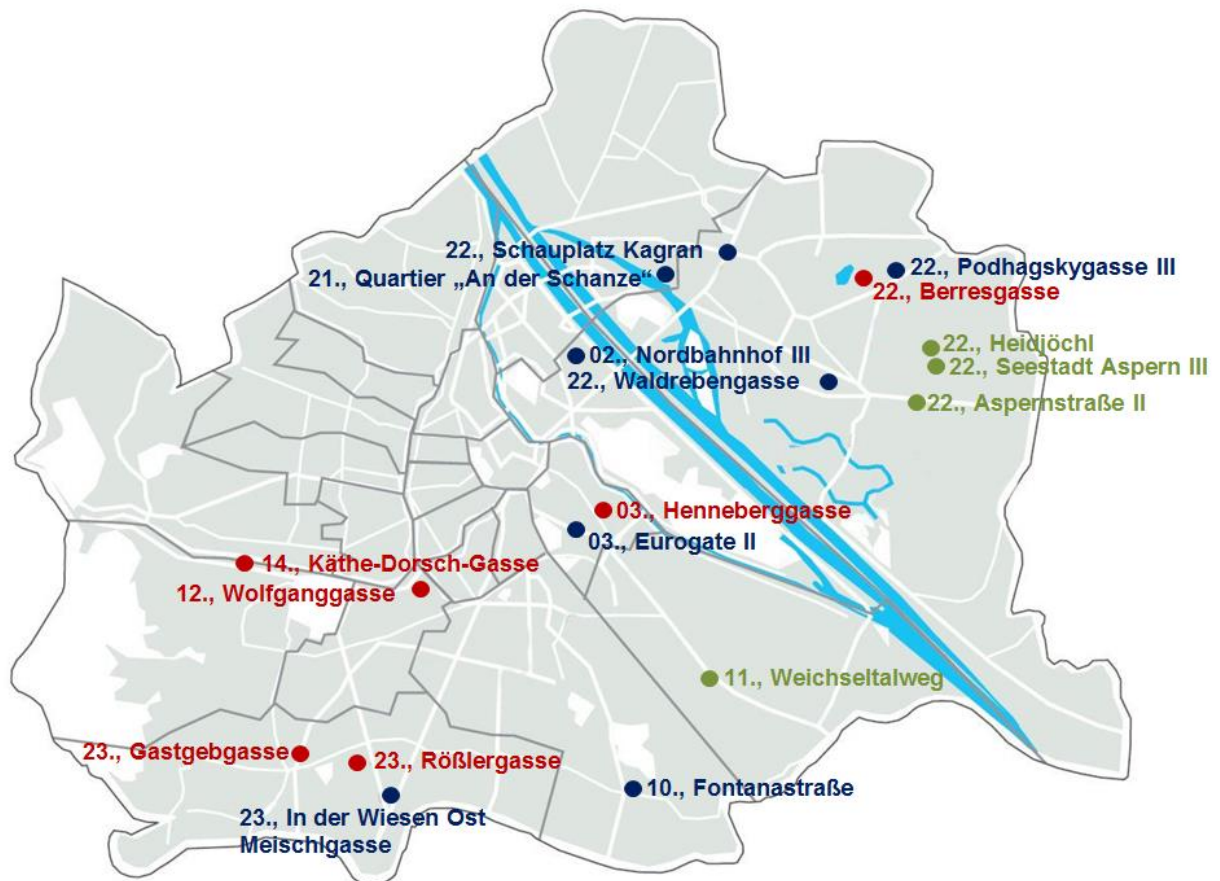 22., Schauplatz Kagran
21., Quartier „An der Schanze“
22., Podhagskygasse III
22., Berresgasse
22., Heidjöchl
22., Seestadt Aspern III
22., Aspernstraße II
02., Nordbahnhof III
22., Waldrebengasse
03., Henneberggasse
03., Eurogate II
14., Käthe-Dorsch-Gasse
12., Wolfganggasse
11., Weichseltalweg
23., Gastgebgasse
23., Rößlergasse
10., Fontanastraße
23., In der Wiesen Ost
Meischlgasse